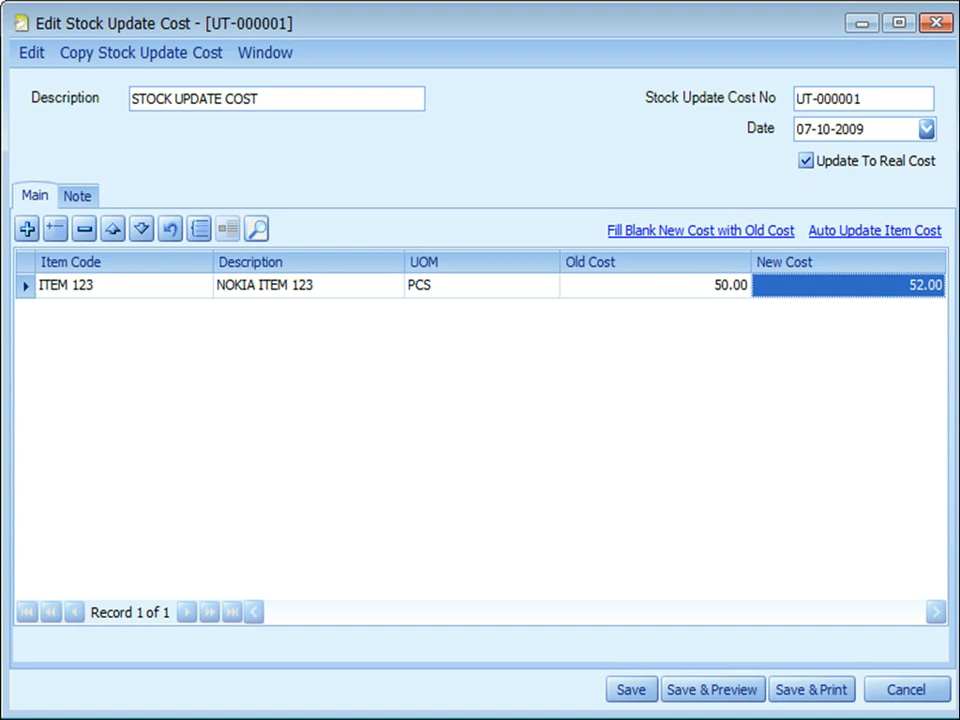 Edit Stock Update Cost - [UT-000001]
Edit Copy Stock Update Cost Window
Description STOCK UPDATE COST Stock Update Cost No UT-000001
Date 07-10-2009
Update To Real Cost
Main Note
Fill Blank New Cost with Old Cost Auto Update Item Cost
Item Code Description UOM Old Cost New Cost
ITEM 123 NOKIA ITEM 123 PCS 50.00 52.00
Record 1 of 1
Save Save & Preview Save & Print Cancel